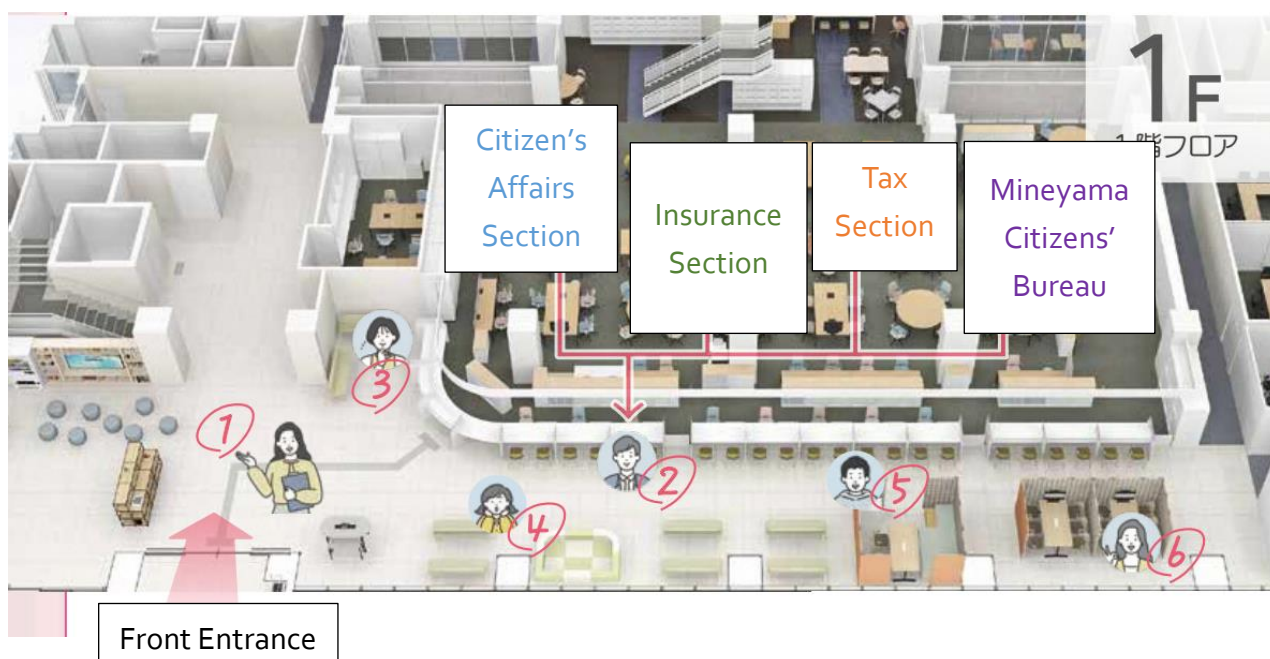 1F
1階フロア
Citizen's
Affairs
Section
Insurance
Section
Tax
Section
Mineyama
Citizens'
Bureau
3
1
2
5
4
6
Front Entrance